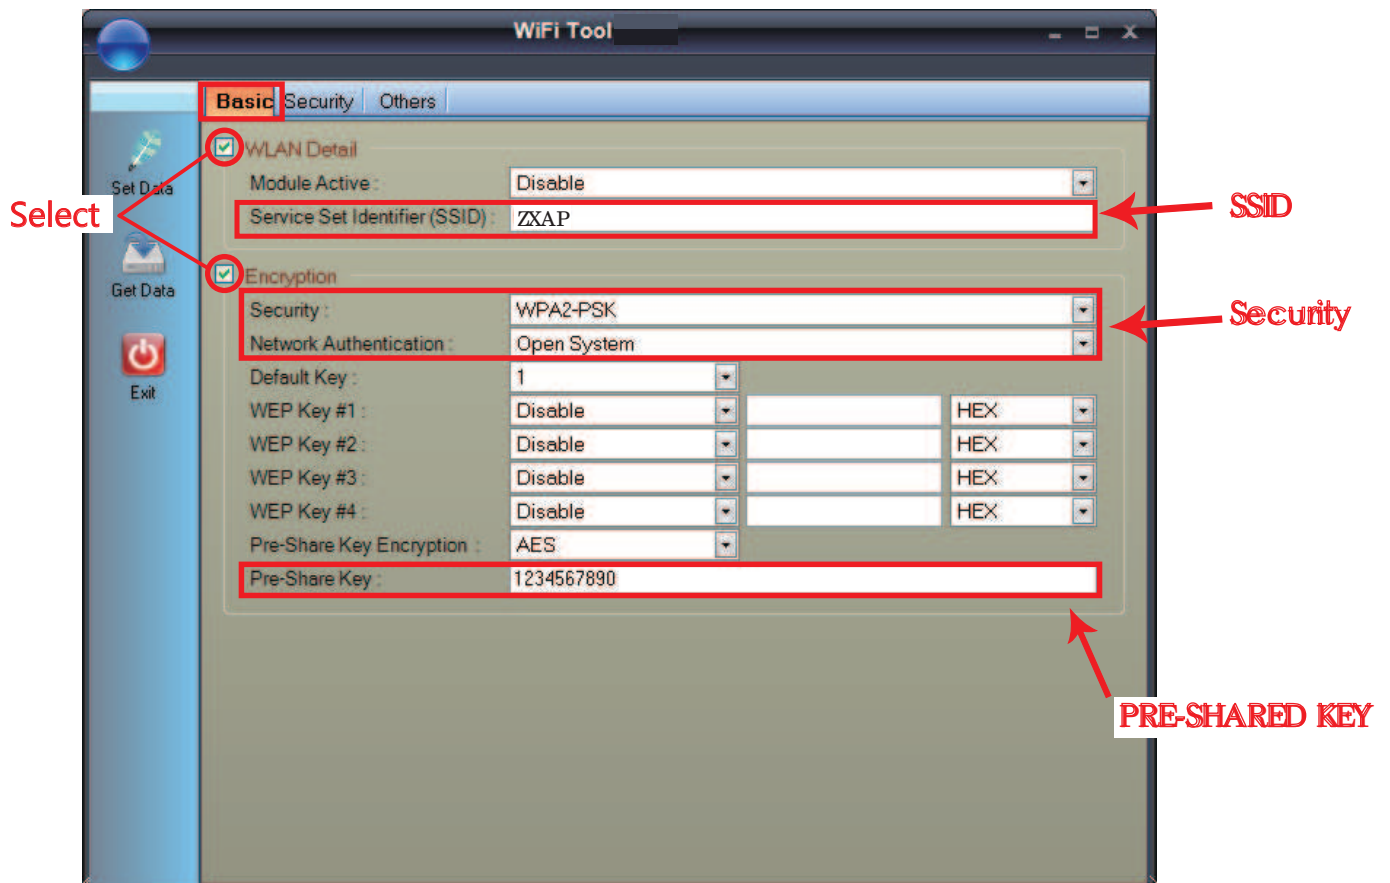 WiFi Tool
Basic Security Others
WLAN Detail
Set Data
Module Active : Disable
Select
Service Set Identifier (SSID) : ZXAP
SSID
Encryption
Get Data
Security : WPA2-PSK
Security
Network Authentication : Open System
Exit
Default Key : 1
WEP Key #1 : Disable HEX
WEP Key #2 : Disable HEX
WEP Key #3 : Disable HEX
WEP Key #4 : Disable HEX
Pre-Share Key Encryption : AES
Pre-Share Key : 1234567890
PRE-SHARED KEY